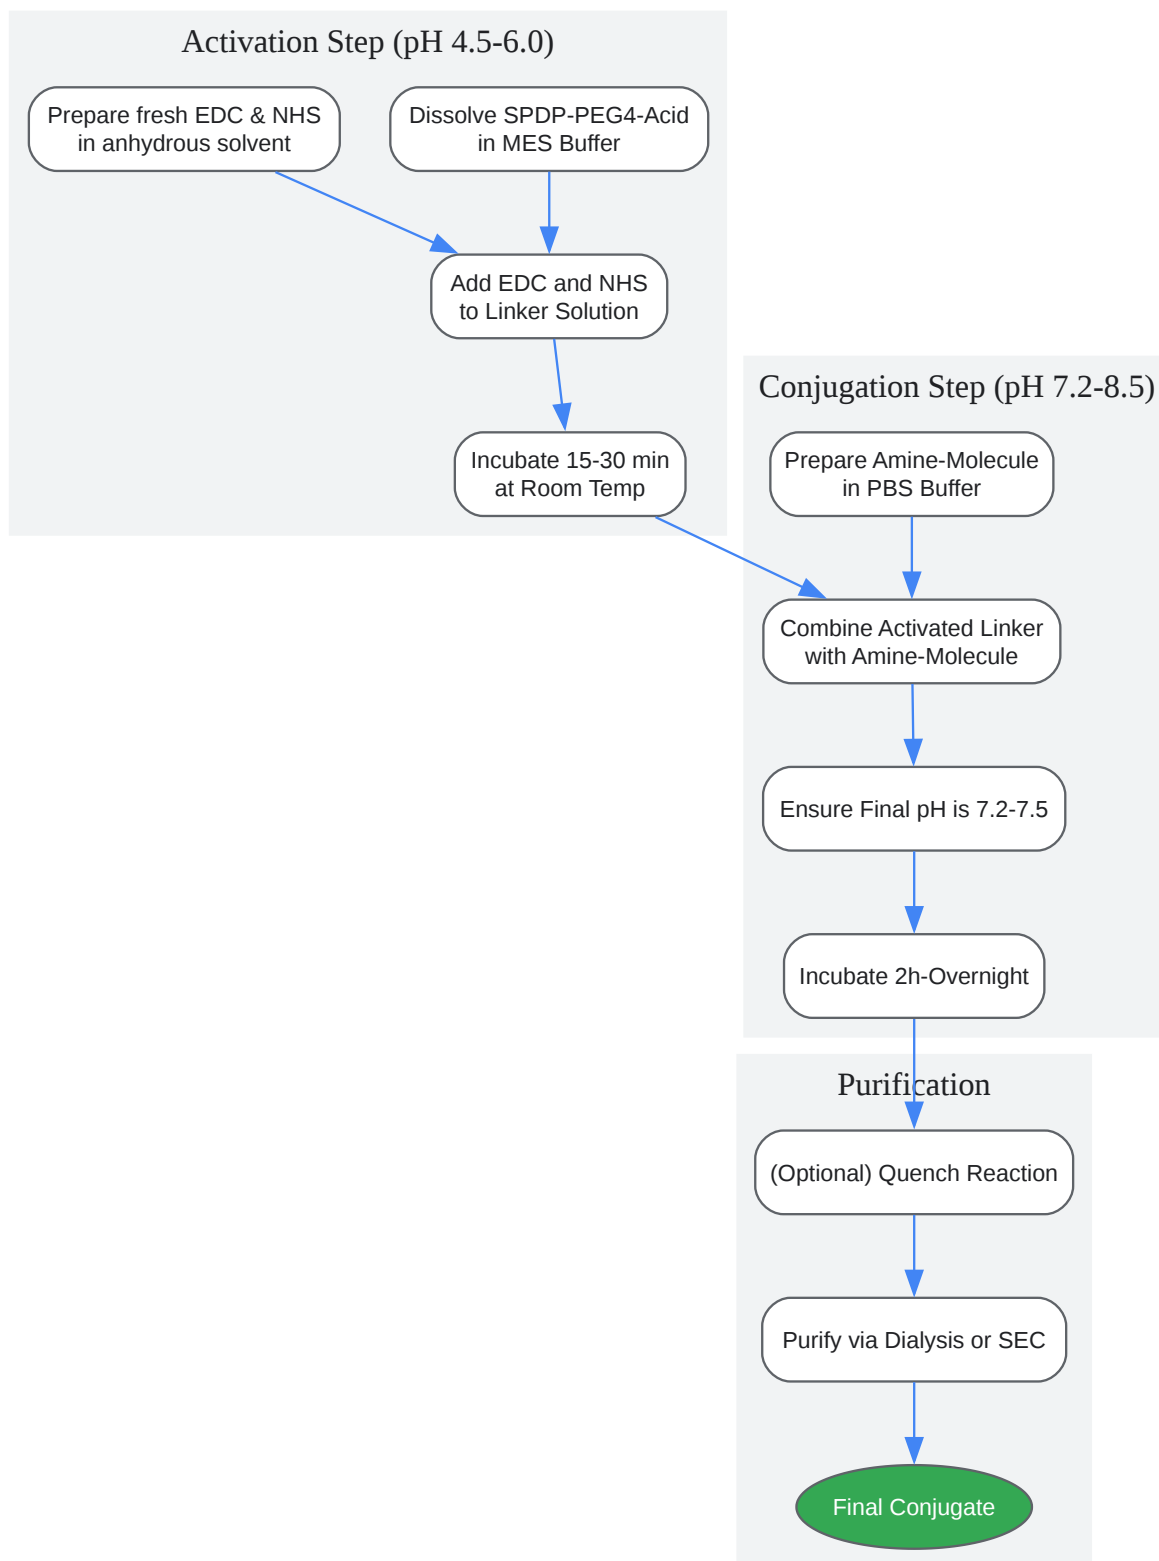 Activation Step (pH 4.5-6.0)
Prepare fresh EDC & NHS
in anhydrous solvent
Dissolve SPDP-PEG4-Acid
in MES Buffer
Add EDC and NHS
to Linker Solution
Incubate 15-30 min
at Room Temp
Conjugation Step (pH 7.2-8.5)
Prepare Amine-Molecule
in PBS Buffer
Combine Activated Linker
with Amine-Molecule
Ensure Final pH is 7.2-7.5
Incubate 2h-Overnight
Purification
(Optional) Quench Reaction
Purify via Dialysis or SEC
Final Conjugate